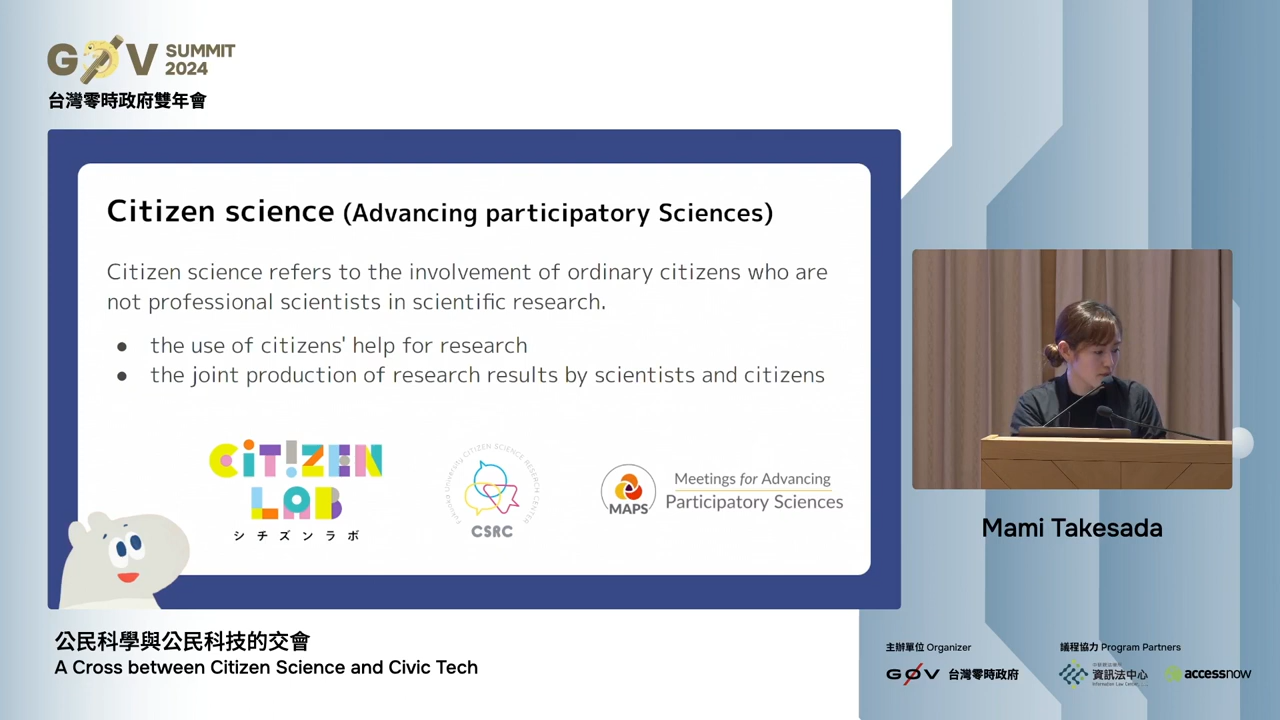 G0V SUMMIT 2024
台灣零時政府雙年會
Citizen science (Advancing participatory Sciences)
Citizen science refers to the involvement of ordinary citizens who are
not professional scientists in scientific research.
● the use of citizens' help for research
● the joint production of research results by scientists and citizens
CiT!ZEN
LAB
シチズンラボ
CITIZEN SCIENCE RESEARCH CENTER
CSRC
MAPS
Meetings for Advancing
Participatory Sciences
Mami Takesada
公民科學與公民科技的交會
A Cross between Citizen Science and Civic Tech
主辦單位 Organizer
G0V 台灣零時政府
議程協力 Program Partners
資訊法中心
Information Law Center
accessnow